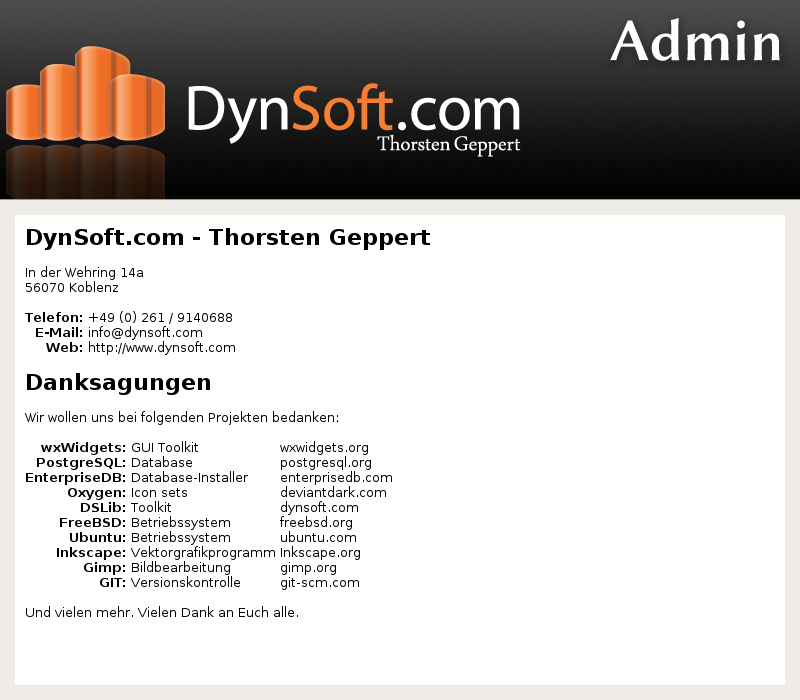 Admin
DynSoft.com
Thorsten Geppert
DynSoft.com - Thorsten Geppert
In der Wehring 14a
56070 Koblenz
Telefon: +49 (0) 261 / 9140688
E-Mail: info@dynsoft.com
Web: http://www.dynsoft.com
Danksagungen
Wir wollen uns bei folgenden Projekten bedanken:
wxWidgets: GUI Toolkit wxwidgets.org
PostgreSQL: Database postgresql.org
EnterpriseDB: Database-Installer enterprisedb.com
Oxygen: Icon sets deviantdark.com
DSLib: Toolkit dynsoft.com
FreeBSD: Betriebssystem freebsd.org
Ubuntu: Betriebssystem ubuntu.com
Inkscape: Vektorgrafikprogramm Inkscape.org
Gimp: Bildbearbeitung gimp.org
GIT: Versionskontrolle git-scm.com
Und vielen mehr. Vielen Dank an Euch alle.